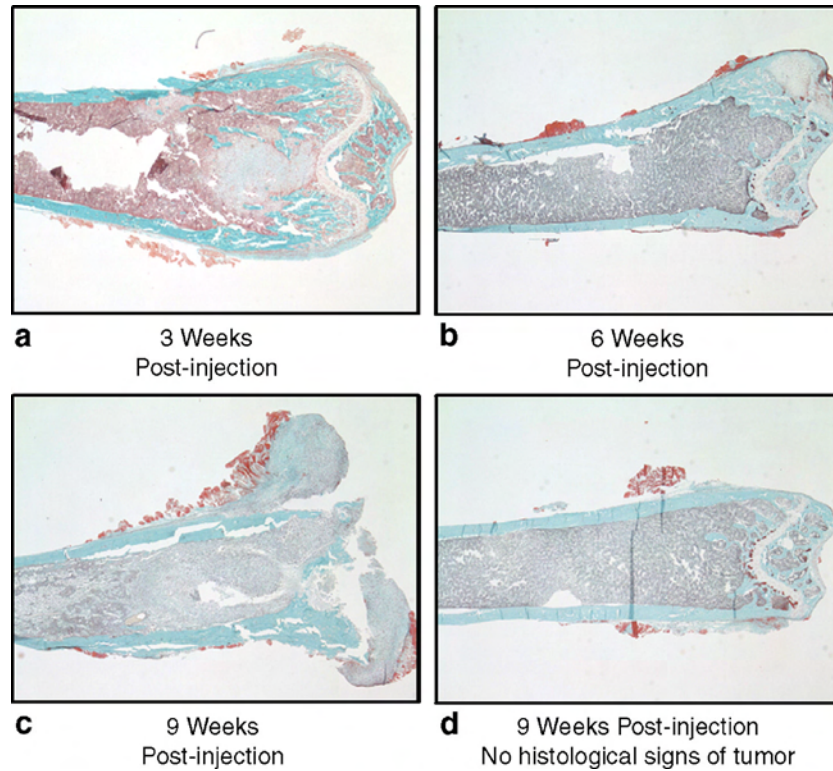 a
3 Weeks
Post-injection
b
6 Weeks
Post-injection
c
9 Weeks
Post-injection
d
9 Weeks Post-injection
No histological signs of tumor